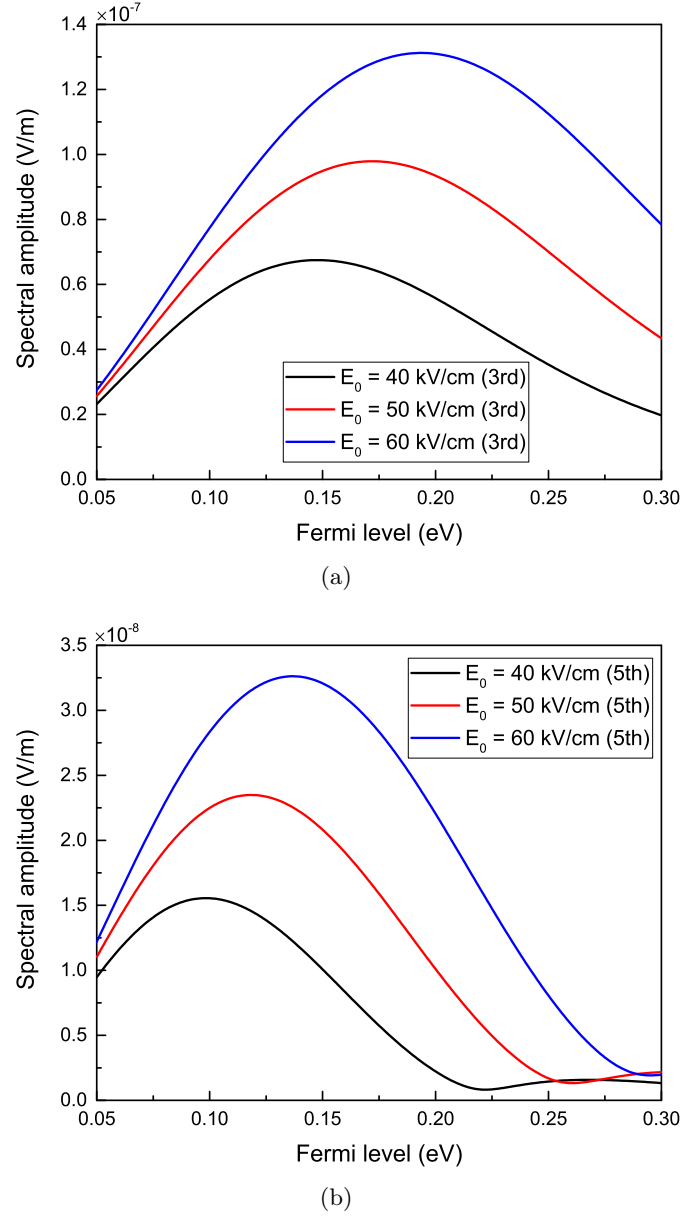 ×10⁻⁷
1.4
1.2
1.0
0.8
0.6
0.4
0.2
0.0
Spectral amplitude (V/m)
E₀ = 40 kV/cm (3rd)
E₀ = 50 kV/cm (3rd)
E₀ = 60 kV/cm (3rd)
0.05 0.10 0.15 0.20 0.25 0.30
Fermi level (eV)
(a)
×10⁻⁸
3.5
3.0
2.5
2.0
1.5
1.0
0.5
0.0
Spectral amplitude (V/m)
E₀ = 40 kV/cm (5th)
E₀ = 50 kV/cm (5th)
E₀ = 60 kV/cm (5th)
0.05 0.10 0.15 0.20 0.25 0.30
Fermi level (eV)
(b)